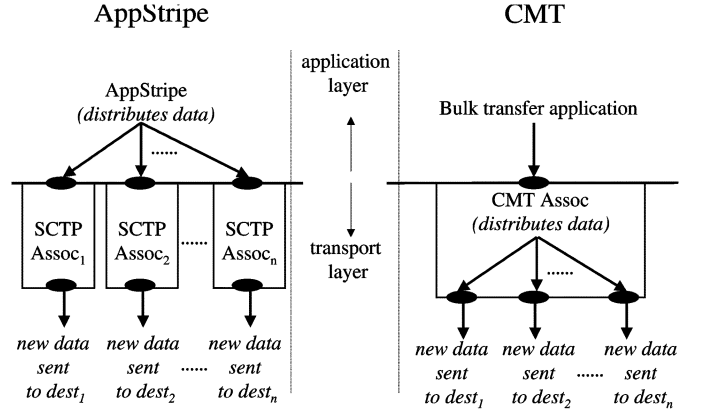 AppStripe
CMT
application
layer
AppStripe
(distributes data)
......
Bulk transfer application
SCTP
Assoc1
SCTP
Assoc2
......
SCTP
Assocn
transport
layer
CMT Assoc
(distributes data)
......
new data
sent
to dest1
new data
sent
to dest2
......
new data
sent
to destn
new data
sent
to dest1
new data
sent
to dest2
......
new data
sent
to destn